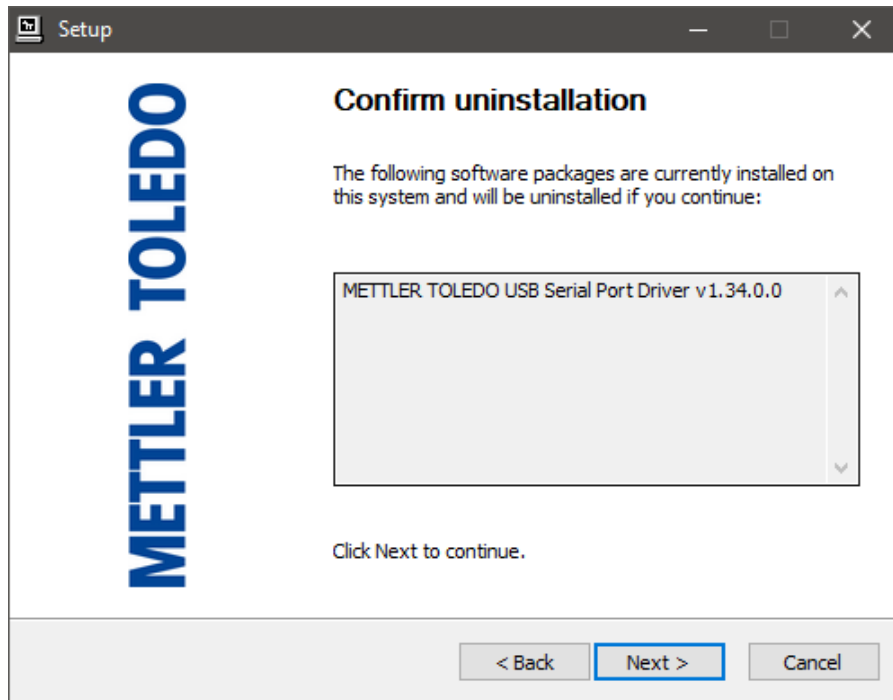 Setup
METTLER TOLEDO
Confirm uninstallation
The following software packages are currently installed on
this system and will be uninstalled if you continue:
METTLER TOLEDO USB Serial Port Driver v1.34.0.0
Click Next to continue.
< Back
Next >
Cancel